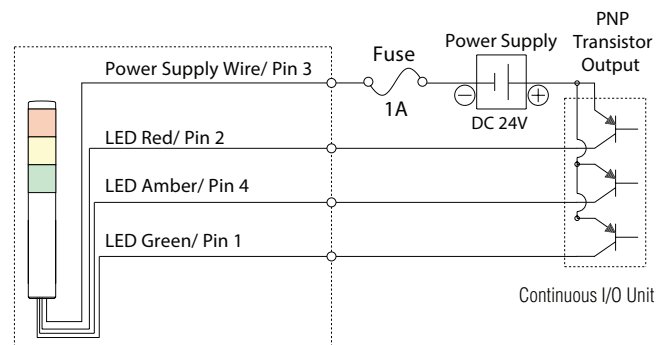 PNP
Transistor
Output
Power Supply
Fuse
Power Supply Wire/ Pin 3
1A
⊖
⊕
DC 24V
LED Red/ Pin 2
LED Amber/ Pin 4
LED Green/ Pin 1
Continuous I/O Unit